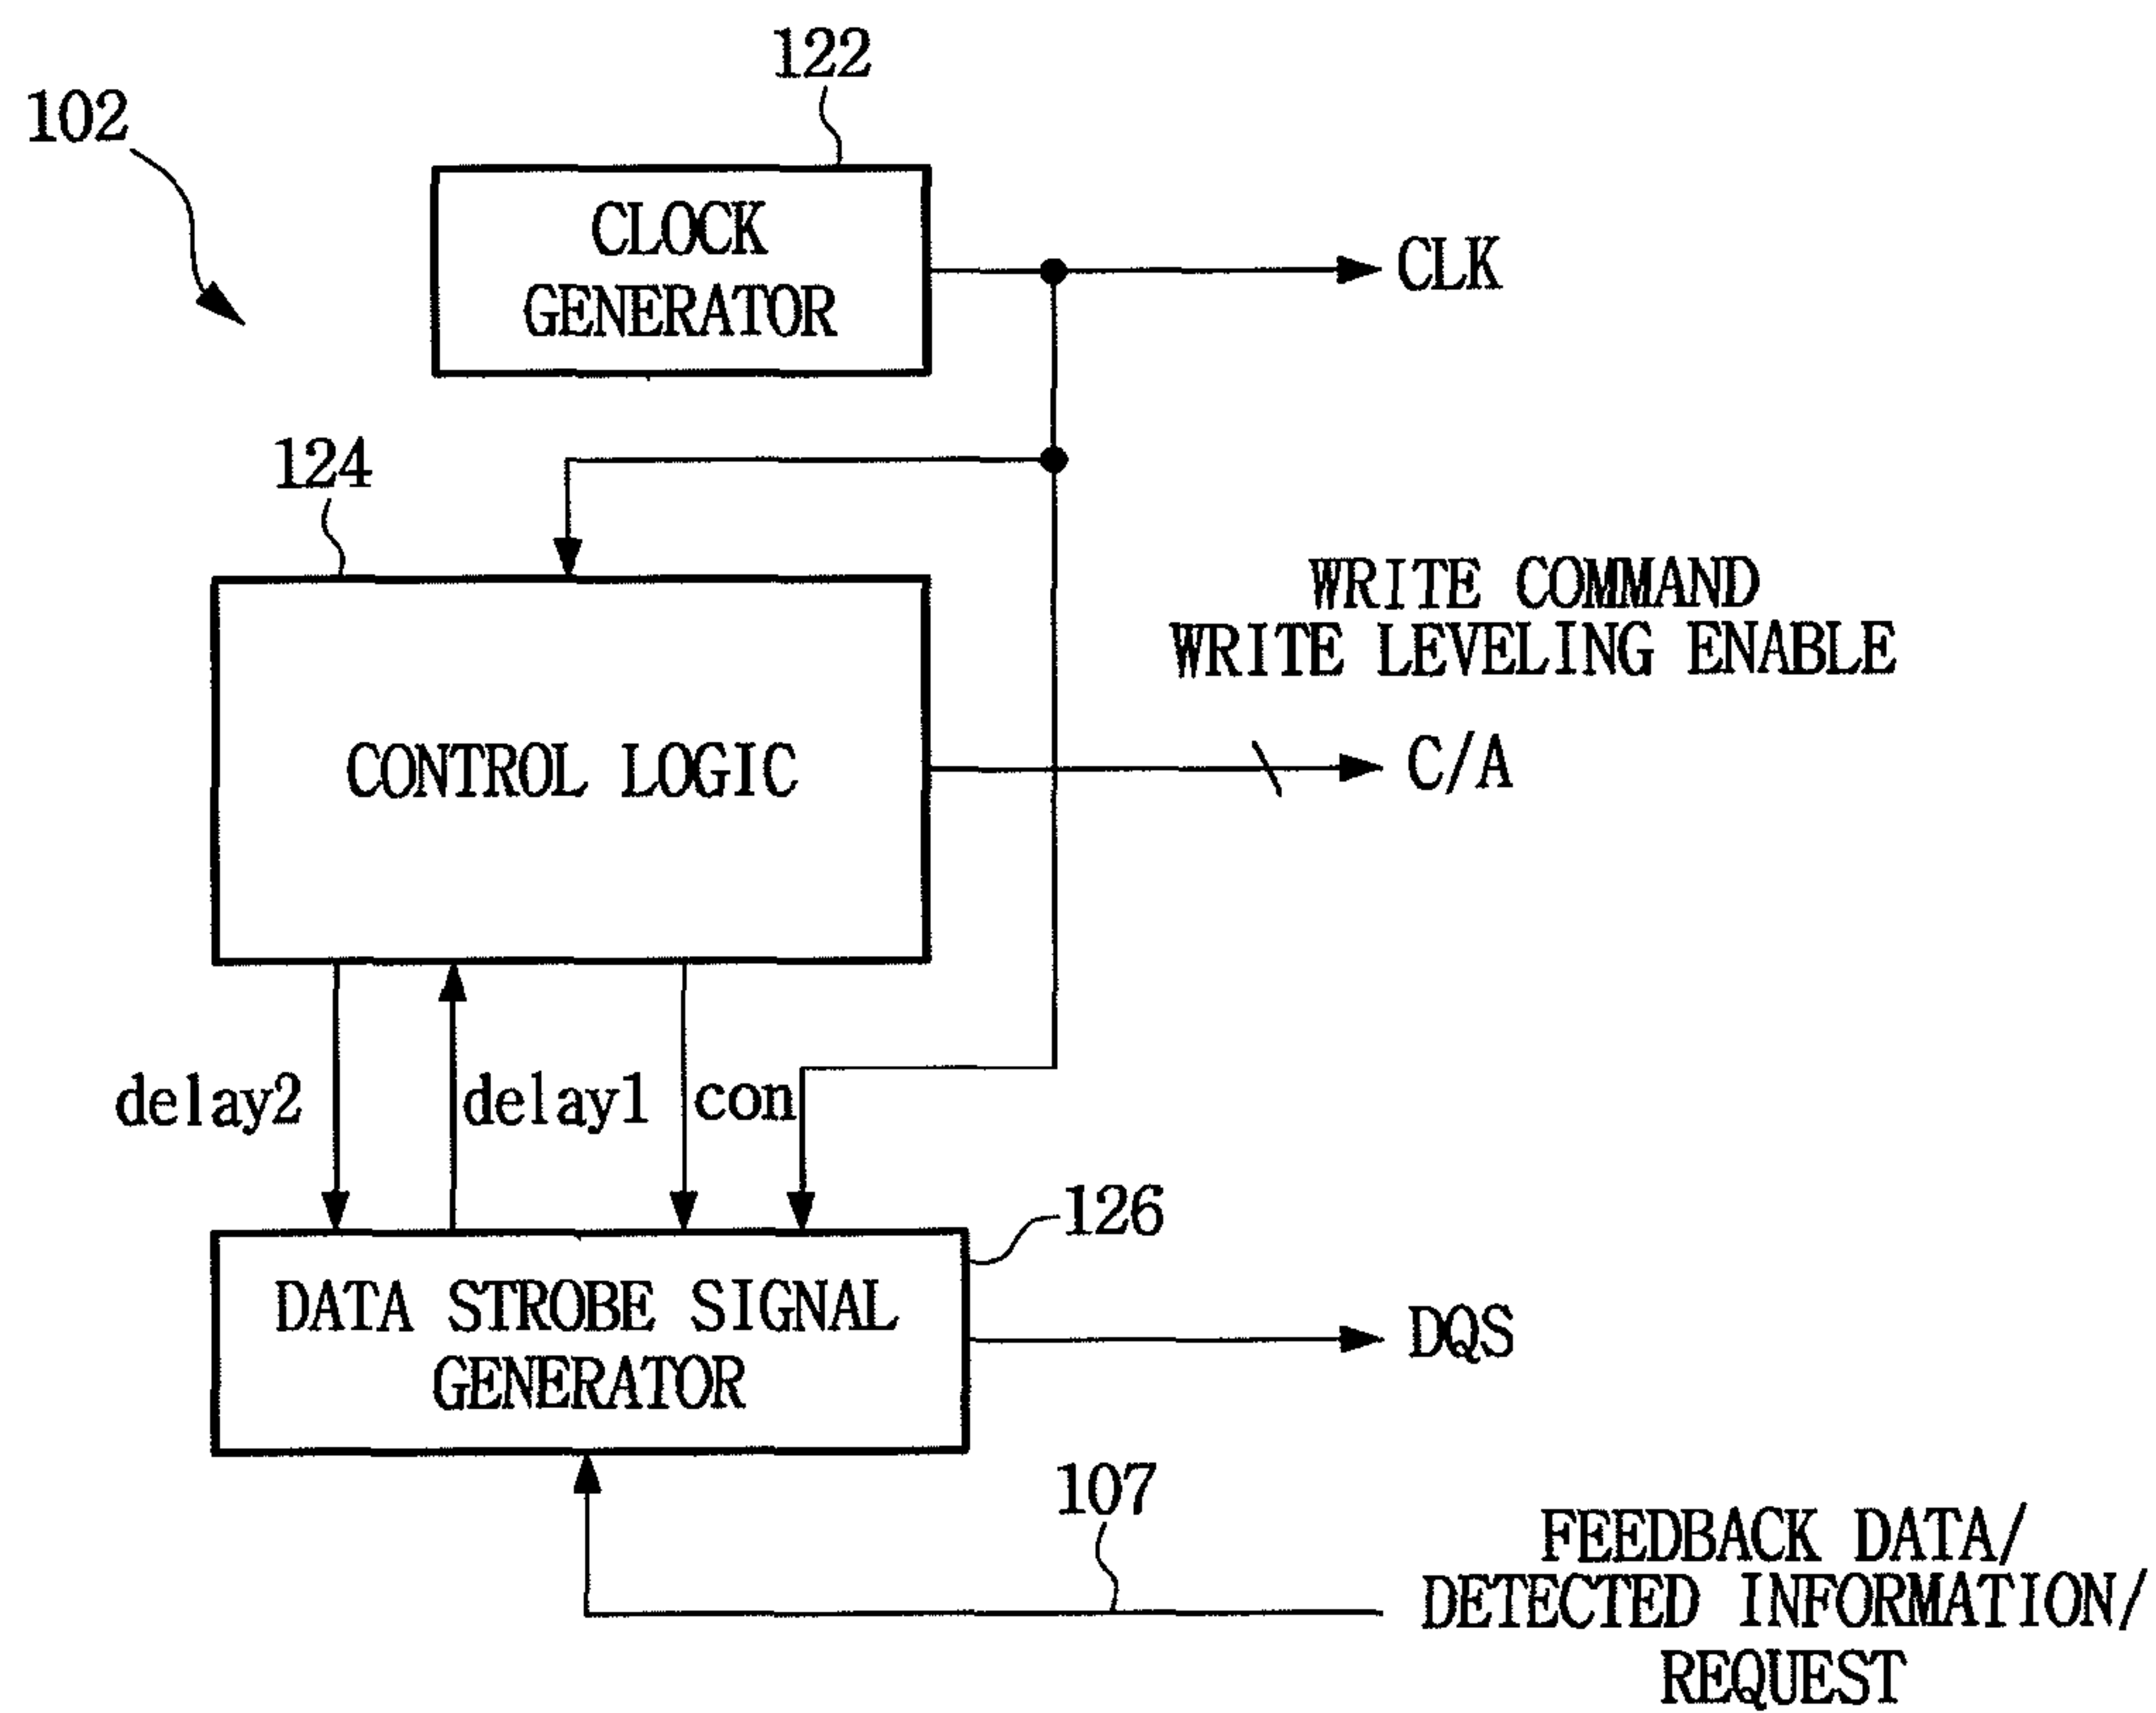 122
102
CLOCK
GENERATOR
CLK
124
WRITE COMMAND
WRITE LEVELING ENABLE
CONTROL LOGIC
C/A
delay2
delay1
con
126
DATA STROBE SIGNAL
GENERATOR
DQS
107
FEEDBACK DATA/
DETECTED INFORMATION/
REQUEST